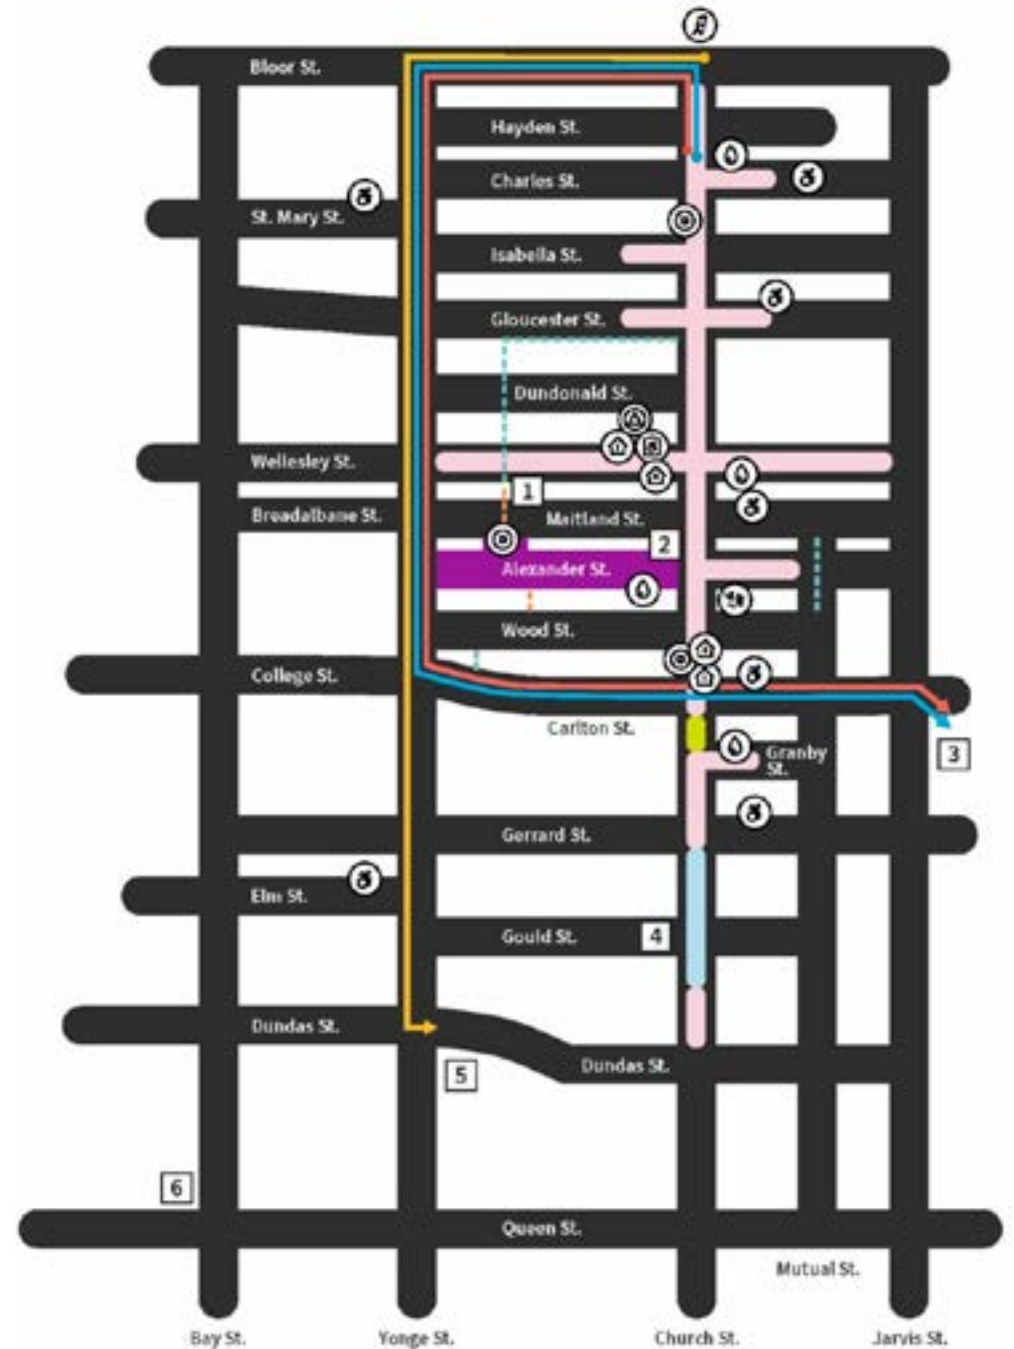 Bloor St.
Hayden St.
Charles St.
St. Mary St.
Isabella St.
Gloucester St.
Dundonald St.
Wellesley St.
1
Breadalbane St.
Maitland St.
2
Alexander St.
Wood St.
College St.
Carlton St.
Granby
St.
3
Gerrard St.
Elm St.
Gould St.
4
Dundas St.
5
Dundas St.
6
Queen St.
Mutual St.
Bay St.
Yonge St.
Church St.
Jarvis St.